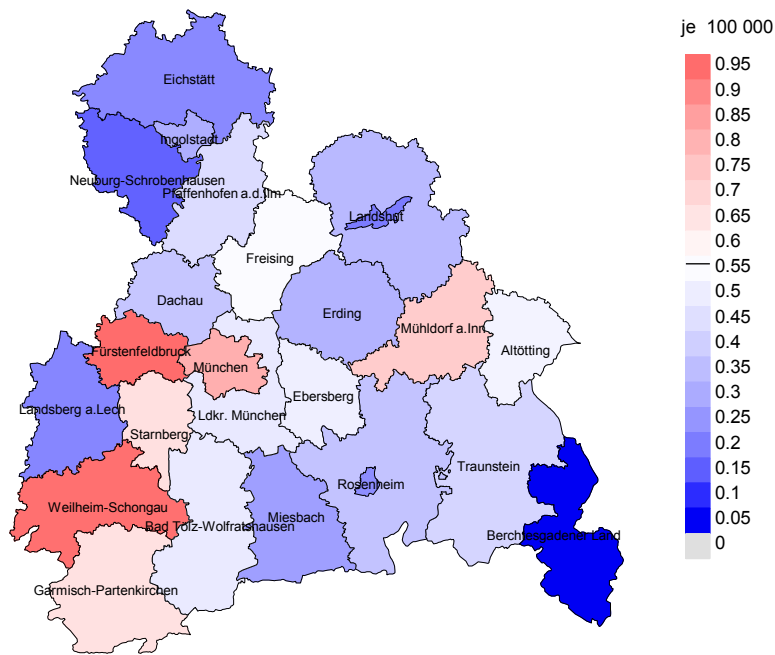 je 100 000
0.95
0.9
0.85
0.8
0.75
0.7
0.65
0.6
0.55
0.5
0.45
0.4
0.35
0.3
0.25
0.2
0.15
0.1
0.05
0
Eichstätt
Ingolstadt
Neuburg-Schrobenhausen
Pfaffenhofen a.d.Ilm
Landshut
Freising
Dachau
Erding
Mühldorf a.Inn
Fürstenfeldbruck
München
Altötting
Ebersberg
Landsberg a.Lech
Ldkr. München
Starnberg
Traunstein
Rosenheim
Weilheim-Schongau
Miesbach
Bad Tölz-Wolfratshausen
Berchtesgadener Land
Garmisch-Partenkirchen